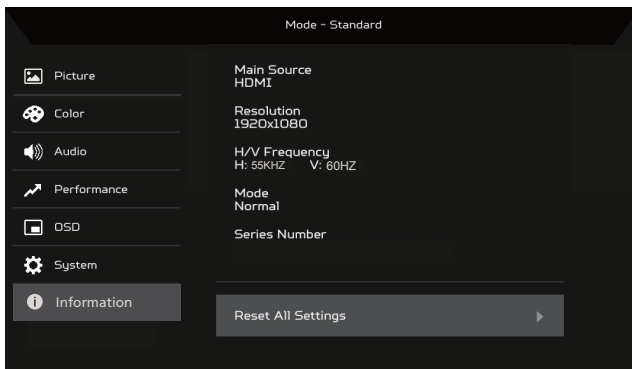 Mode - Standard
Picture
Color
Audio
Performance
OSD
System
Information
Main Source
HDMI
Resolution
1920x1080
H/V Frequency
H: 55KHZ V: 60HZ
Mode
Normal
Series Number
Reset All Settings